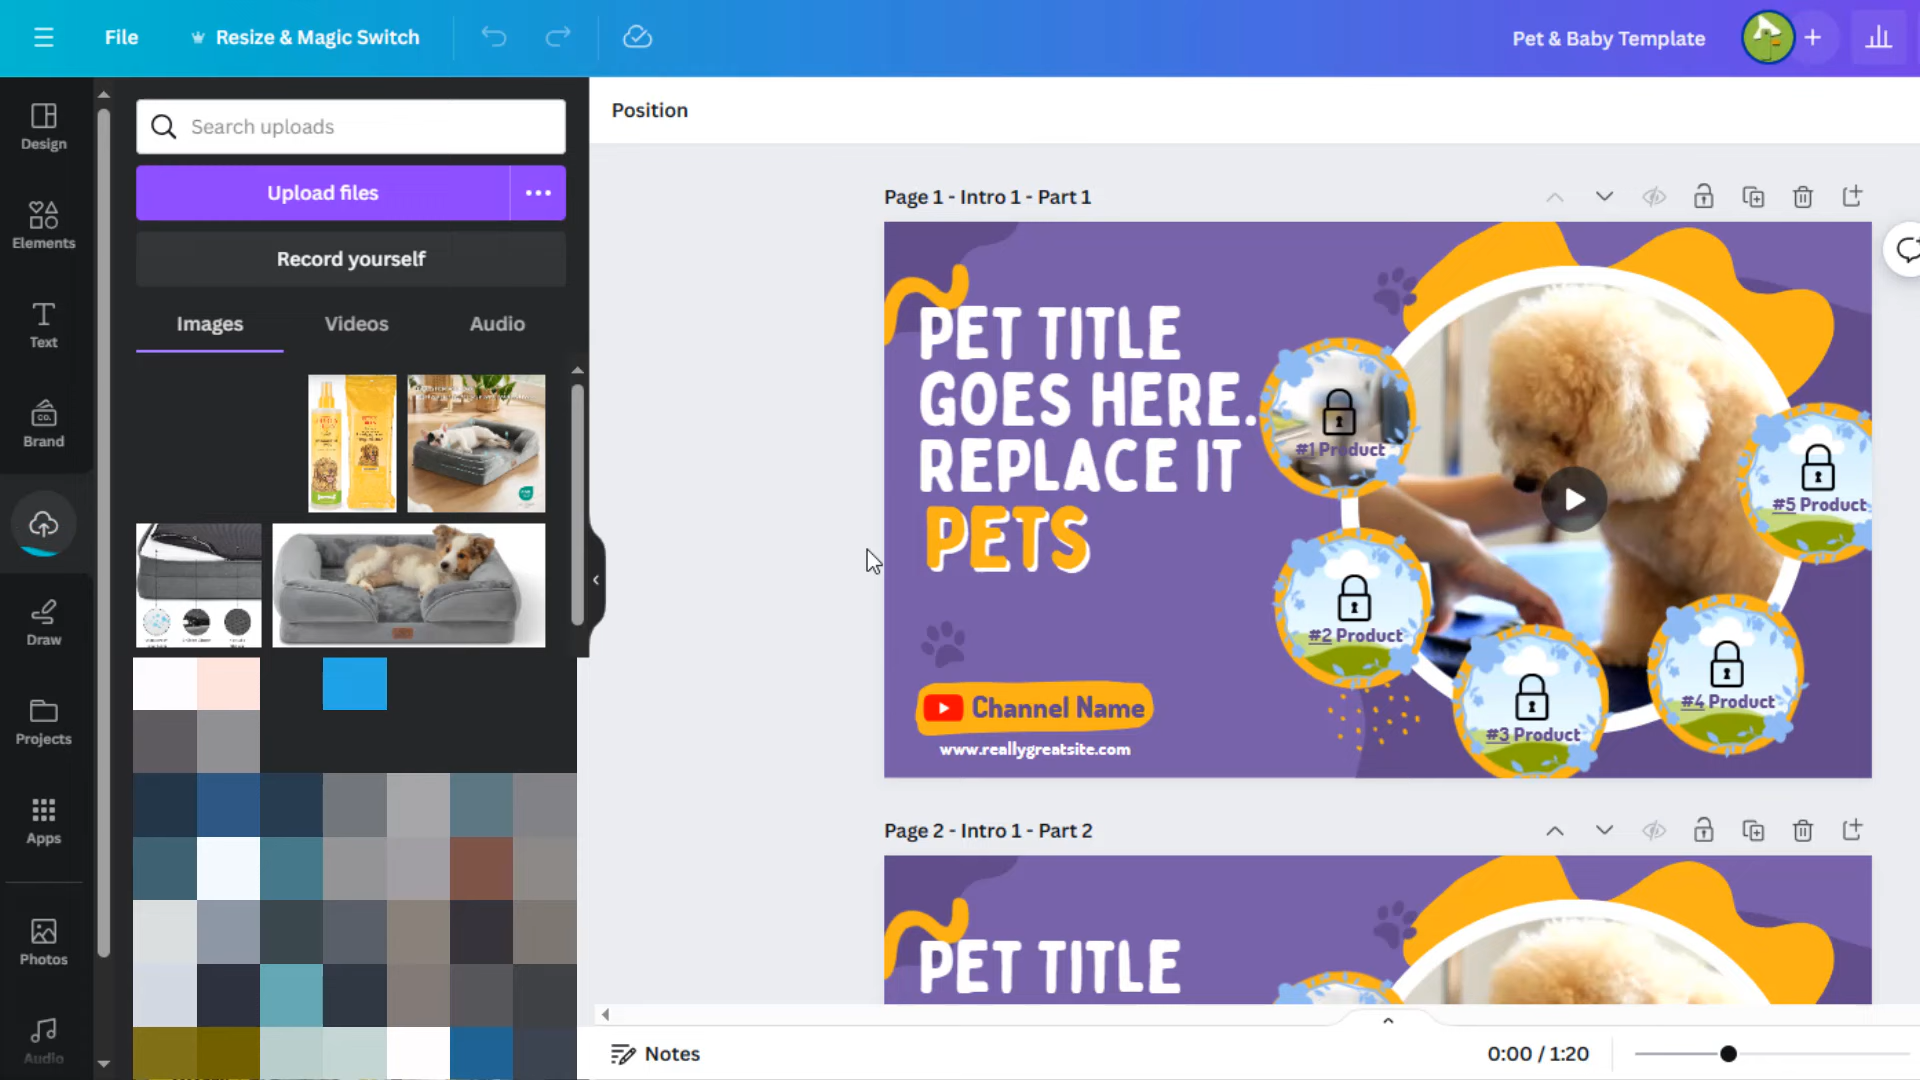 File
Resize & Magic Switch
Pet & Baby Template
Design
Elements
Text
Brand
CO.
Draw
Projects
Apps
Photos
Audio
Search uploads
Upload files
Record yourself
Images
Videos
Audio
Position
Page 1 - Intro 1 - Part 1
PET TITLE
GOES HERE.
REPLACE IT
PETS
Channel Name
www.reallygreatsite.com
#1 Product
#2 Product
#3 Product
#4 Product
#5 Product
Page 2 - Intro 1 - Part 2
PET TITLE
Notes
0:00 / 1:20